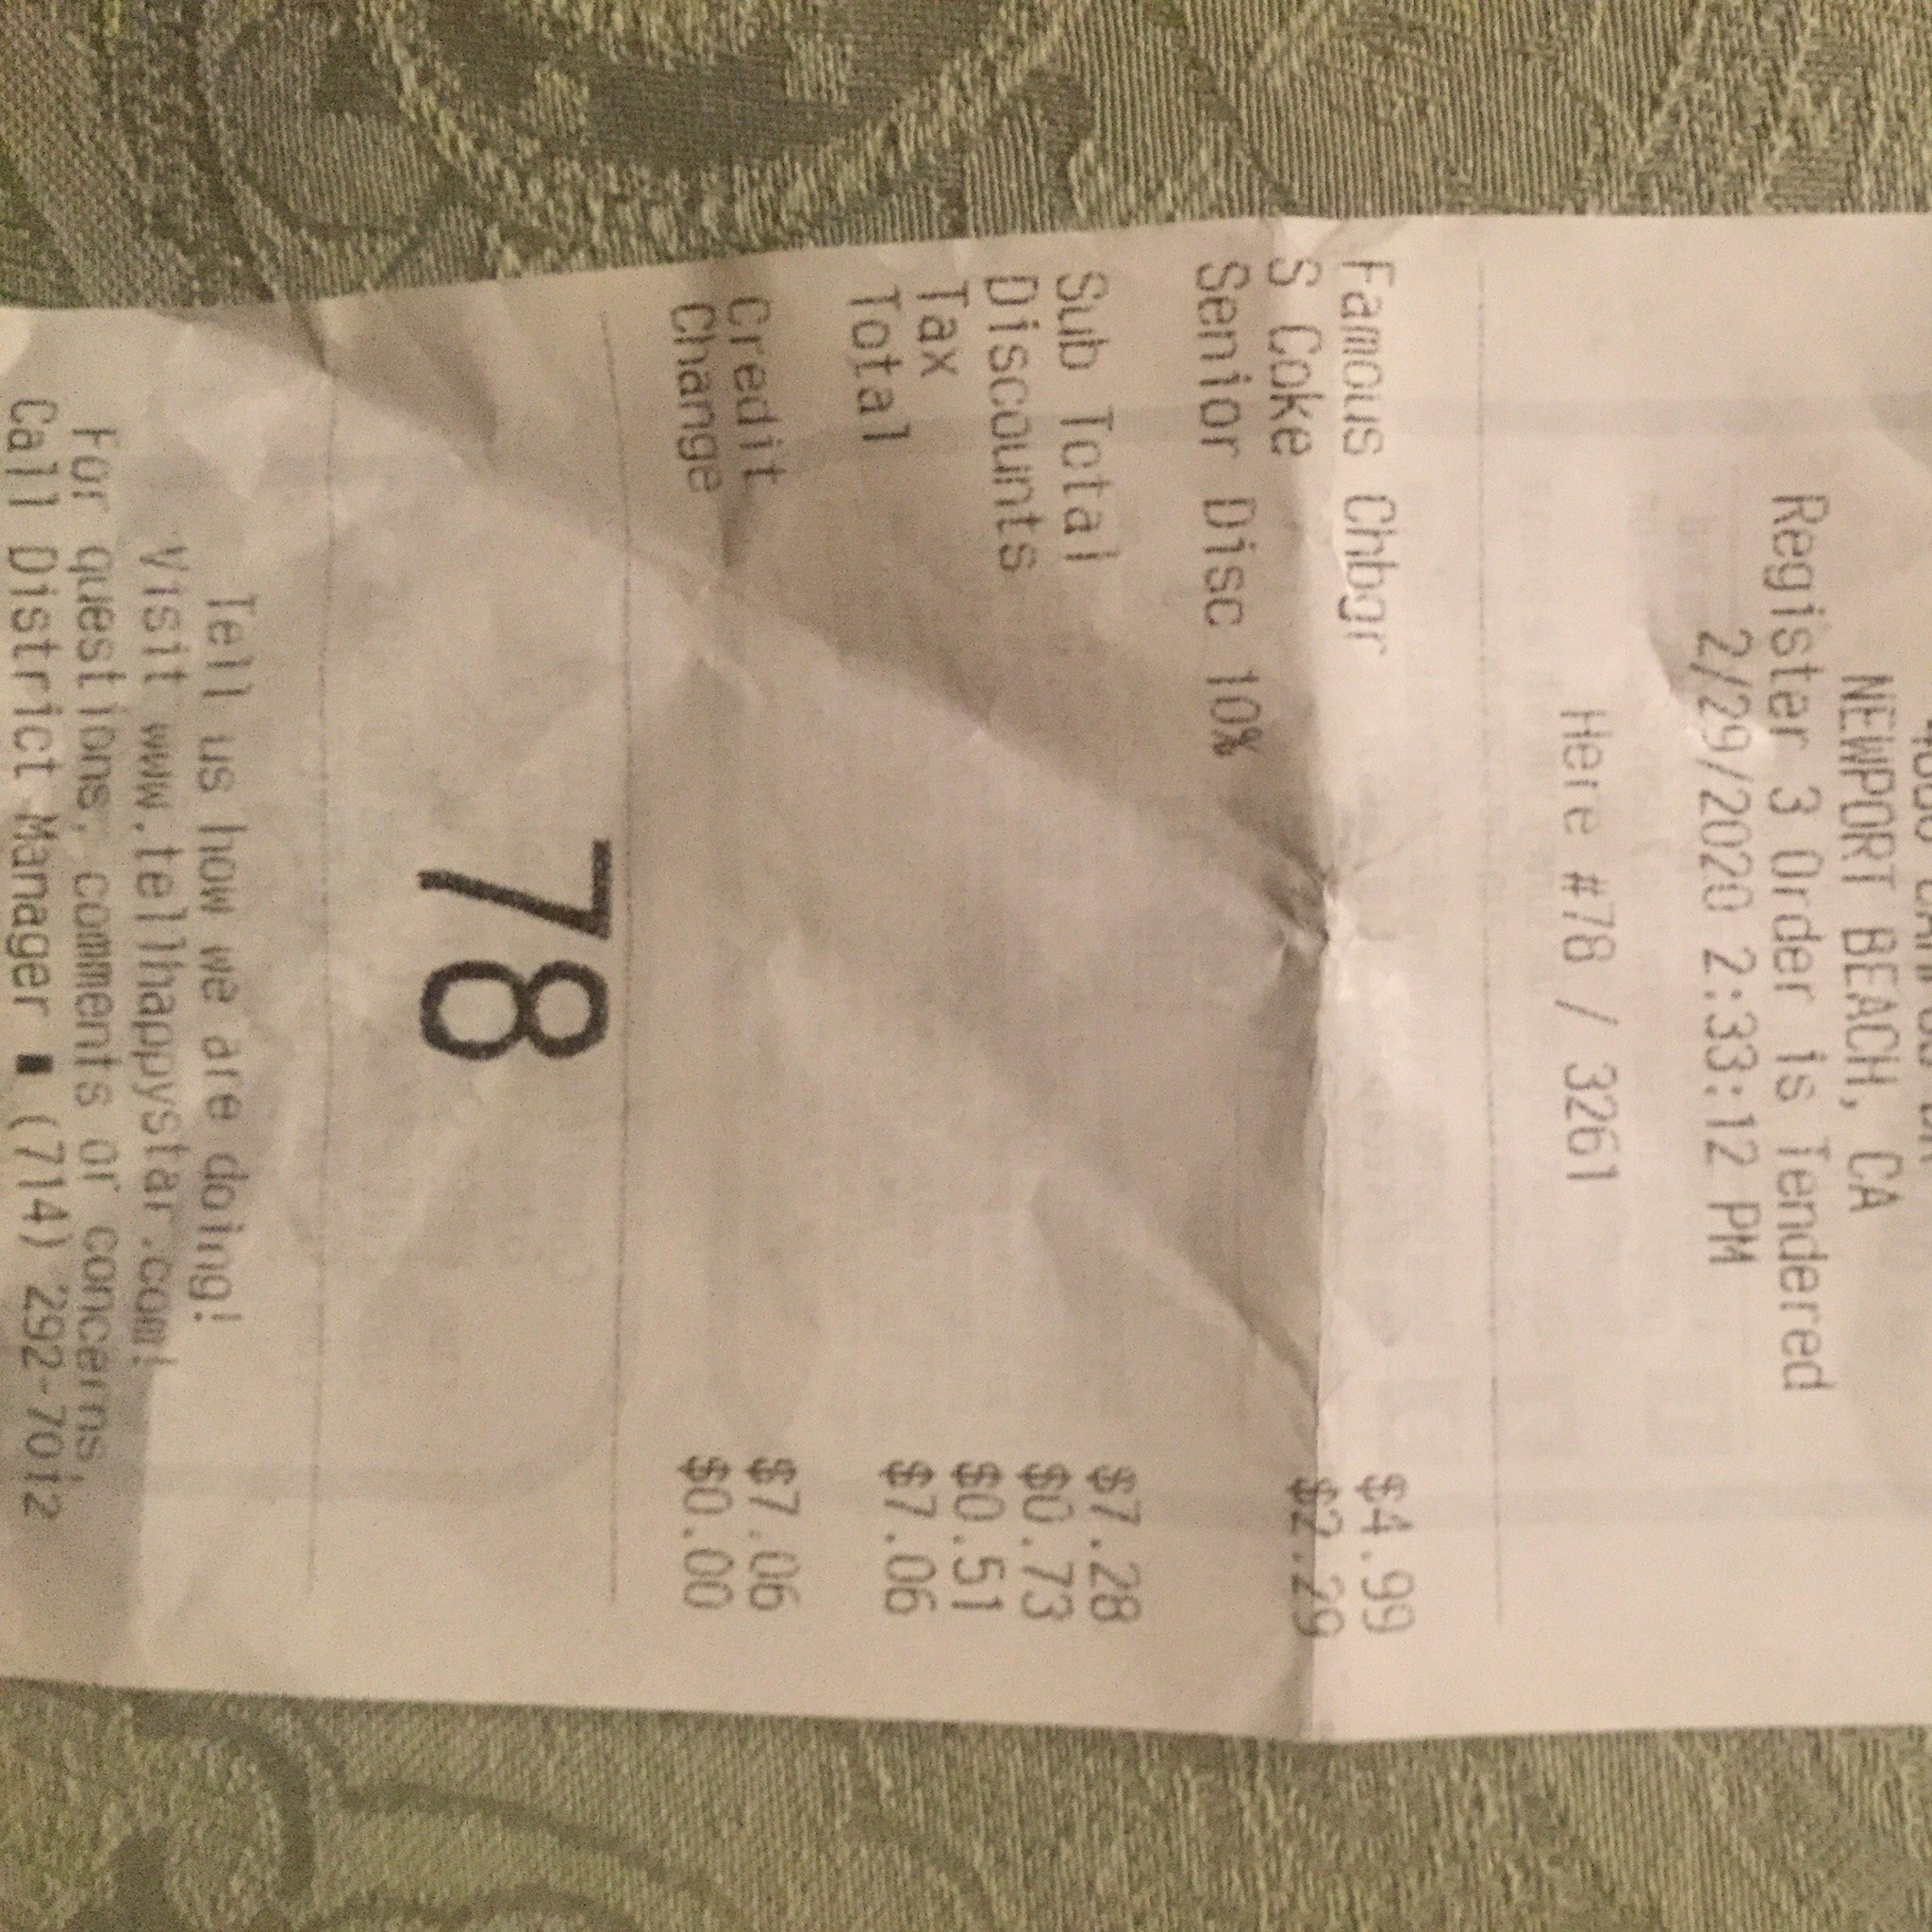 NEWPORT BEACH, CA
Register 3 Order is Tendered
2/29/2020 2:33:12 PM
Here #78 / 3261
Famous Chbgr $4.99
S Coke $2.29
Senior Disc 10%
Sub Total $7.28
Discounts $0.73
Tax $0.51
Total $7.06
Credit $7.06
Change $0.00
78
Tell us how we are doing!
Visit www.tellhappystar.com!
For questions, comments or concerns,
Call District Manager ■ (714) 292-7012